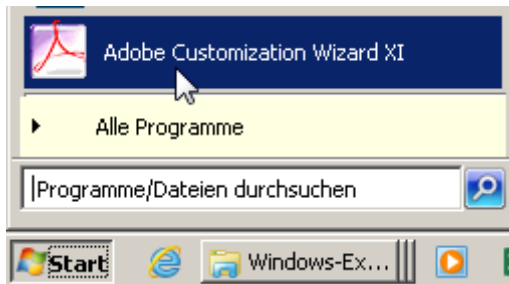 Adobe Customization Wizard XI
Alle Programme
Programme/Dateien durchsuchen
Start Windows-Ex...